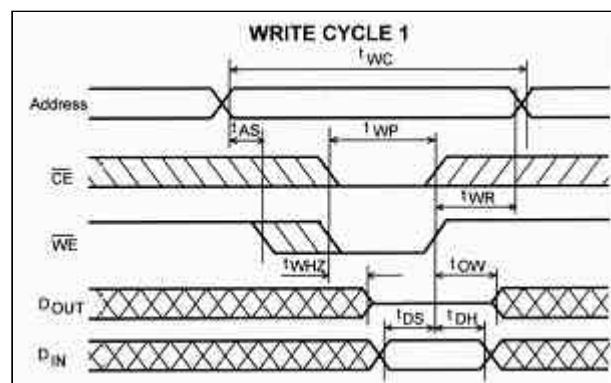 WRITE CYCLE 1
tWC
Address
tAS
tWP
CE
tWR
WE
tWHZ
tOW
DOUT
tDS
tDH
DIN